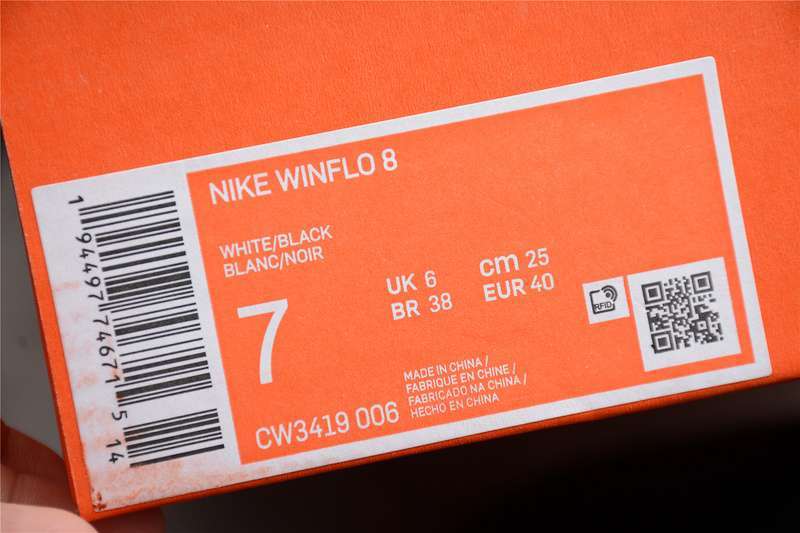 NIKE WINFLO 8
WHITE/BLACK
BLANC/NOIR
7
UK 6
BR 38
cm 25
EUR 40
RFID
CW3419 006
MADE IN CHINA /
FABRIQUE EN CHINE /
FABRICADO NA CHINA /
HECHO EN CHINA
1 94497 74671 5 14